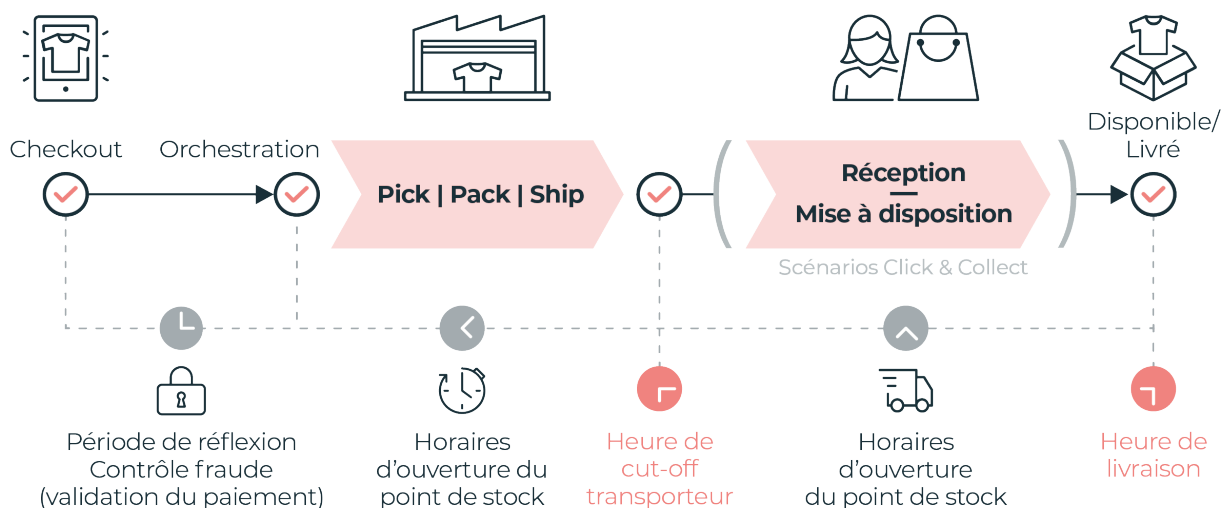 Disponible/
Livré
Checkout
Orchestration
Pick | Pack | Ship
Réception
Mise à disposition
Scénarios Click & Collect
Période de réflexion
Contrôle fraude
(validation du paiement)
Horaires
d’ouverture du
point de stock
Heure de
cut-off
transporteur
Horaires
d’ouverture
du point de stock
Heure de
livraison